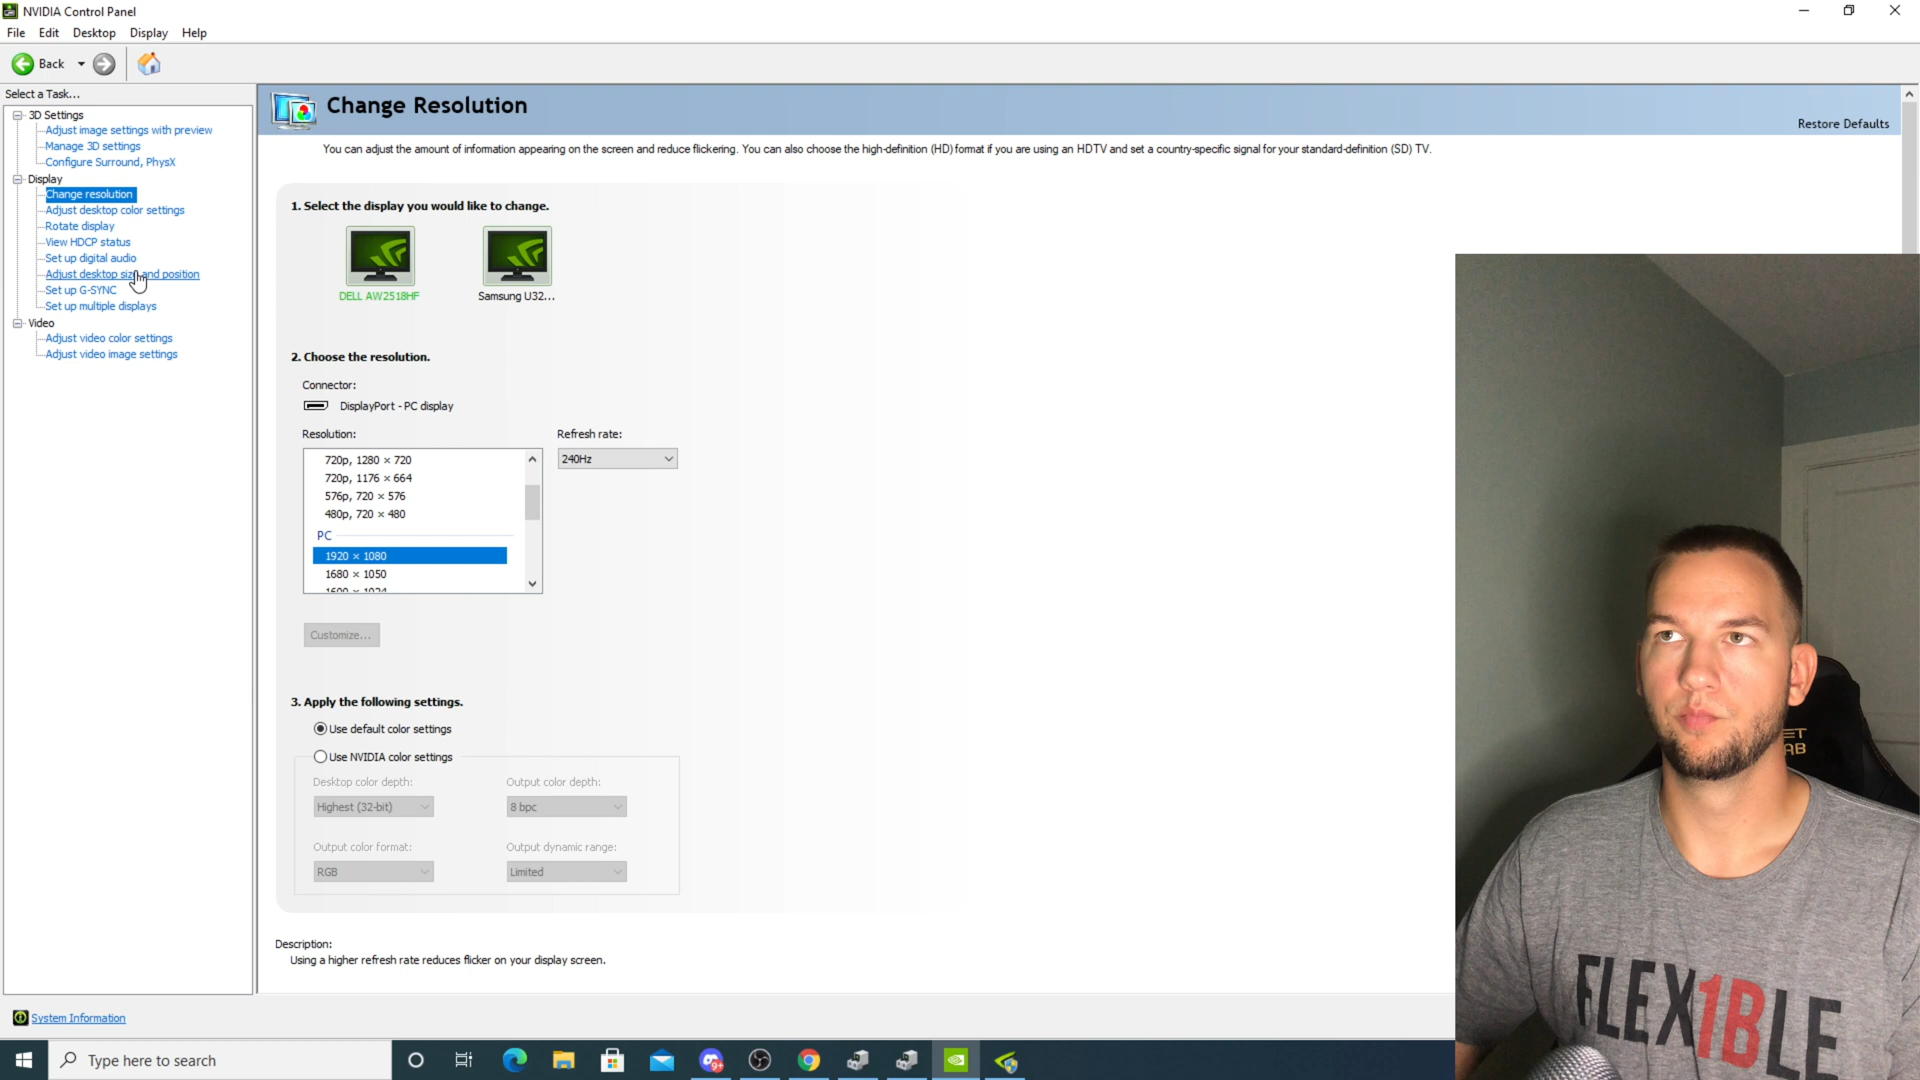 NVIDIA Control Panel
File Edit Desktop Display Help
Back
Select a Task...
3D Settings
Adjust image settings with preview
Manage 3D settings
Configure Surround, PhysX
Display
Change resolution
Adjust desktop color settings
Rotate display
View HDCP status
Set up digital audio
Adjust desktop size and position
Set up G-SYNC
Set up multiple displays
Video
Adjust video color settings
Adjust video image settings
System Information
Change Resolution
Restore Defaults
You can adjust the amount of information appearing on the screen and reduce flickering. You can also choose the high-definition (HD) format if you are using an HDTV and set a country-specific signal for your standard-definition (SD) TV.
1. Select the display you would like to change.
DELL AW2518HF
Samsung U32...
2. Choose the resolution.
Connector:
DisplayPort - PC display
Resolution:
Refresh rate:
720p, 1280 × 720
240Hz
720p, 1176 × 664
576p, 720 × 576
480p, 720 × 480
PC
1920 × 1080
1680 × 1050
1600 × 1024
Customize...
3. Apply the following settings.
Use default color settings
Use NVIDIA color settings
Desktop color depth:
Output color depth:
Highest (32-bit)
8 bpc
Output color format:
Output dynamic range:
RGB
Limited
Description:
Using a higher refresh rate reduces flicker on your display screen.
FLEX1BLE
Type here to search
9+